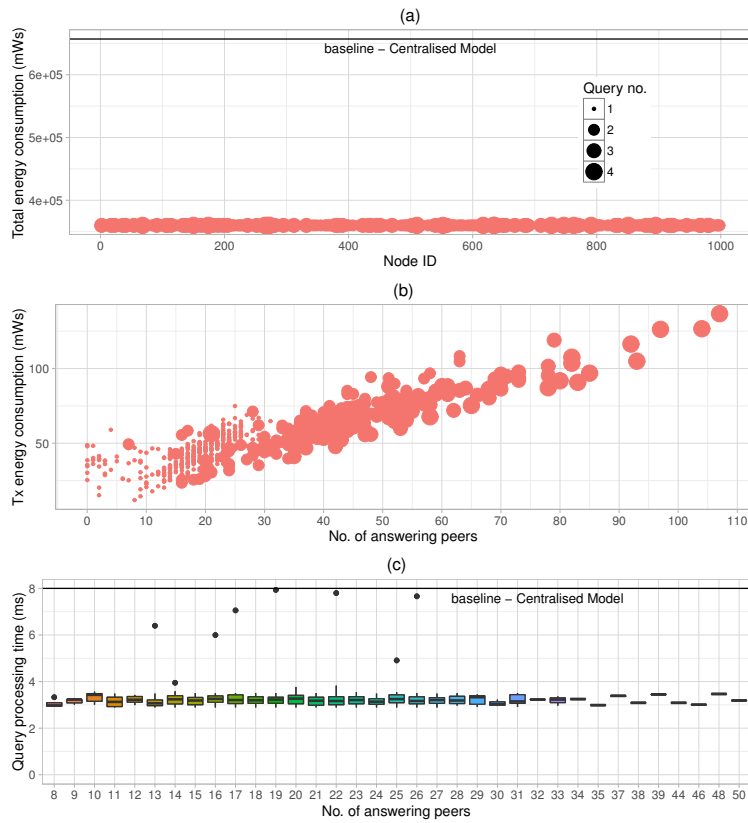 (a)
Total energy consumption (mWs)
6e+05
5e+05
4e+05
baseline − Centralised Model
Query no.
1
2
3
4
0 200 400 600 800 1000
Node ID
(b)
Tx energy consumption (mWs)
100
50
0 10 20 30 40 50 60 70 80 90 100 110
No. of answering peers
(c)
Query processing time (ms)
8
6
4
2
0
baseline − Centralised Model
8 9 10 11 12 13 14 15 16 17 18 19 20 21 22 23 24 25 26 27 28 29 30 31 32 33 34 35 37 38 39 44 46 48 50
No. of answering peers